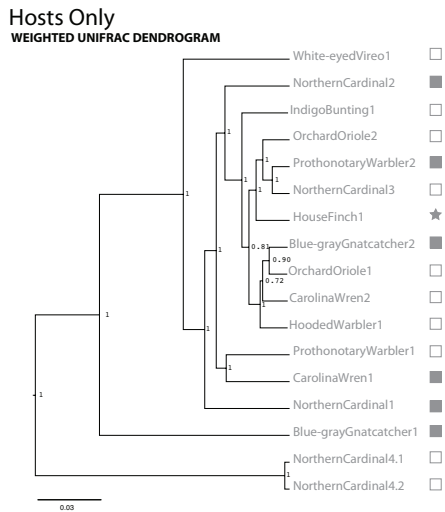 Hosts Only
WEIGHTED UNIFRAC DENDROGRAM
White-eyedVireo1
NorthernCardinal2
IndigoBunting1
1
OrchardOriole2
1
ProthonotaryWarbler2
1
1
NorthernCardinal3
1
1
HouseFinch1
0.81
Blue-grayGnatcatcher2
1
0.90
OrchardOriole1
0.72
CarolinaWren2
1
HoodedWarbler1
1
ProthonotaryWarbler1
1
CarolinaWren1
1
NorthernCardinal1
Blue-grayGnatcatcher1
NorthernCardinal4.1
1
NorthernCardinal4.2
0.03